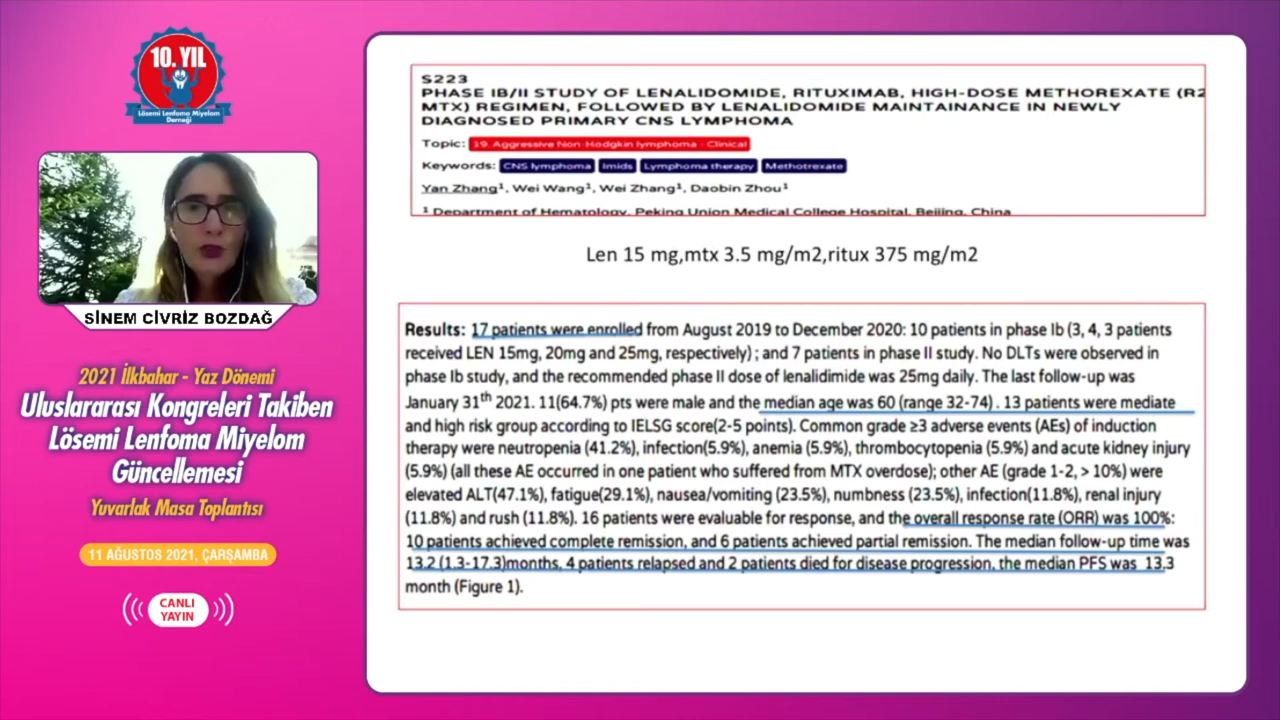 10. YIL
Lösemi Lenfoma Miyelom
Derneği
SİNEM CİVRİZ BOZDAĞ
2021 İlkbahar - Yaz Dönemi
Uluslararası Kongreleri Takiben
Lösemi Lenfoma Miyelom
Güncellemesi
Yuvarlak Masa Toplantısı
11 AĞUSTOS 2021, ÇARŞAMBA
CANLI
YAYIN
S223
PHASE IB/II STUDY OF LENALIDOMIDE, RITUXIMAB, HIGH-DOSE METHOREXATE (R2
MTX) REGIMEN, FOLLOWED BY LENALIDOMIDE MAINTAINANCE IN NEWLY
DIAGNOSED PRIMARY CNS LYMPHOMA
Topic: 19. Aggressive Non-Hodgkin lymphoma - Clinical
Keywords: CNS lymphoma Imids Lymphoma therapy Methotrexate
Yan Zhang¹, Wei Wang¹, Wei Zhang¹, Daobin Zhou¹
¹ Department of Hematology, Peking Union Medical College Hospital, Beijing, China
Len 15 mg,mtx 3.5 mg/m2,ritux 375 mg/m2
Results: 17 patients were enrolled from August 2019 to December 2020: 10 patients in phase Ib (3, 4, 3 patients
received LEN 15mg, 20mg and 25mg, respectively) ; and 7 patients in phase II study. No DLTs were observed in
phase Ib study, and the recommended phase II dose of lenalidimide was 25mg daily. The last follow-up was
January 31th 2021. 11(64.7%) pts were male and the median age was 60 (range 32-74) . 13 patients were mediate
and high risk group according to IELSG score(2-5 points). Common grade ≥3 adverse events (AEs) of induction
therapy were neutropenia (41.2%), infection(5.9%), anemia (5.9%), thrombocytopenia (5.9%) and acute kidney injury
(5.9%) (all these AE occurred in one patient who suffered from MTX overdose); other AE (grade 1-2, > 10%) were
elevated ALT(47.1%), fatigue(29.1%), nausea/vomiting (23.5%), numbness (23.5%), infection(11.8%), renal injury
(11.8%) and rush (11.8%). 16 patients were evaluable for response, and the overall response rate (ORR) was 100%:
10 patients achieved complete remission, and 6 patients achieved partial remission. The median follow-up time was
13.2 (1.3-17.3)months, 4 patients relapsed and 2 patients died for disease progression, the median PFS was 13.3
month (Figure 1).